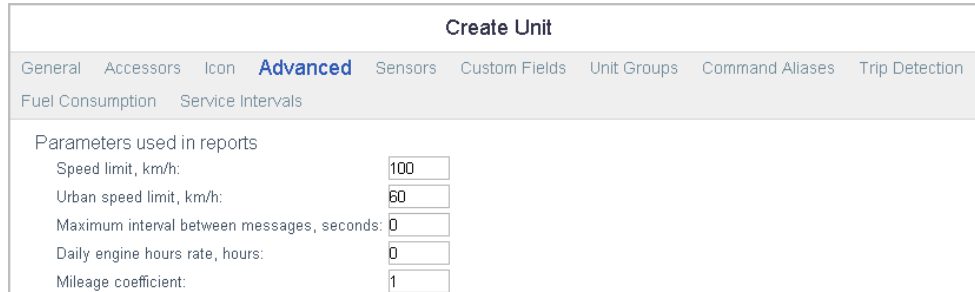 Create Unit
General Accessors Icon Advanced Sensors Custom Fields Unit Groups Command Aliases Trip Detection
Fuel Consumption Service Intervals
Parameters used in reports
Speed limit, km/h: 100
Urban speed limit, km/h: 60
Maximum interval between messages, seconds: 0
Daily engine hours rate, hours: 0
Mileage coefficient: 1